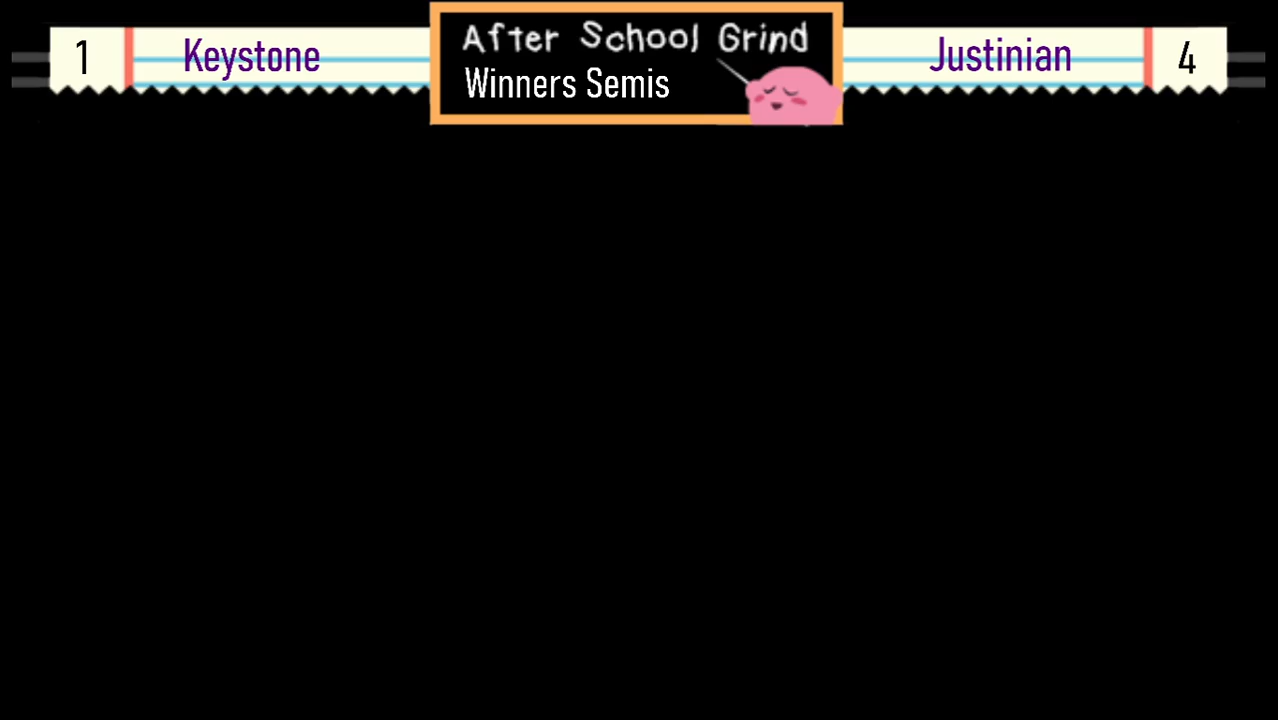 1
Keystone
After School Grind
Winners Semis
Justinian
4